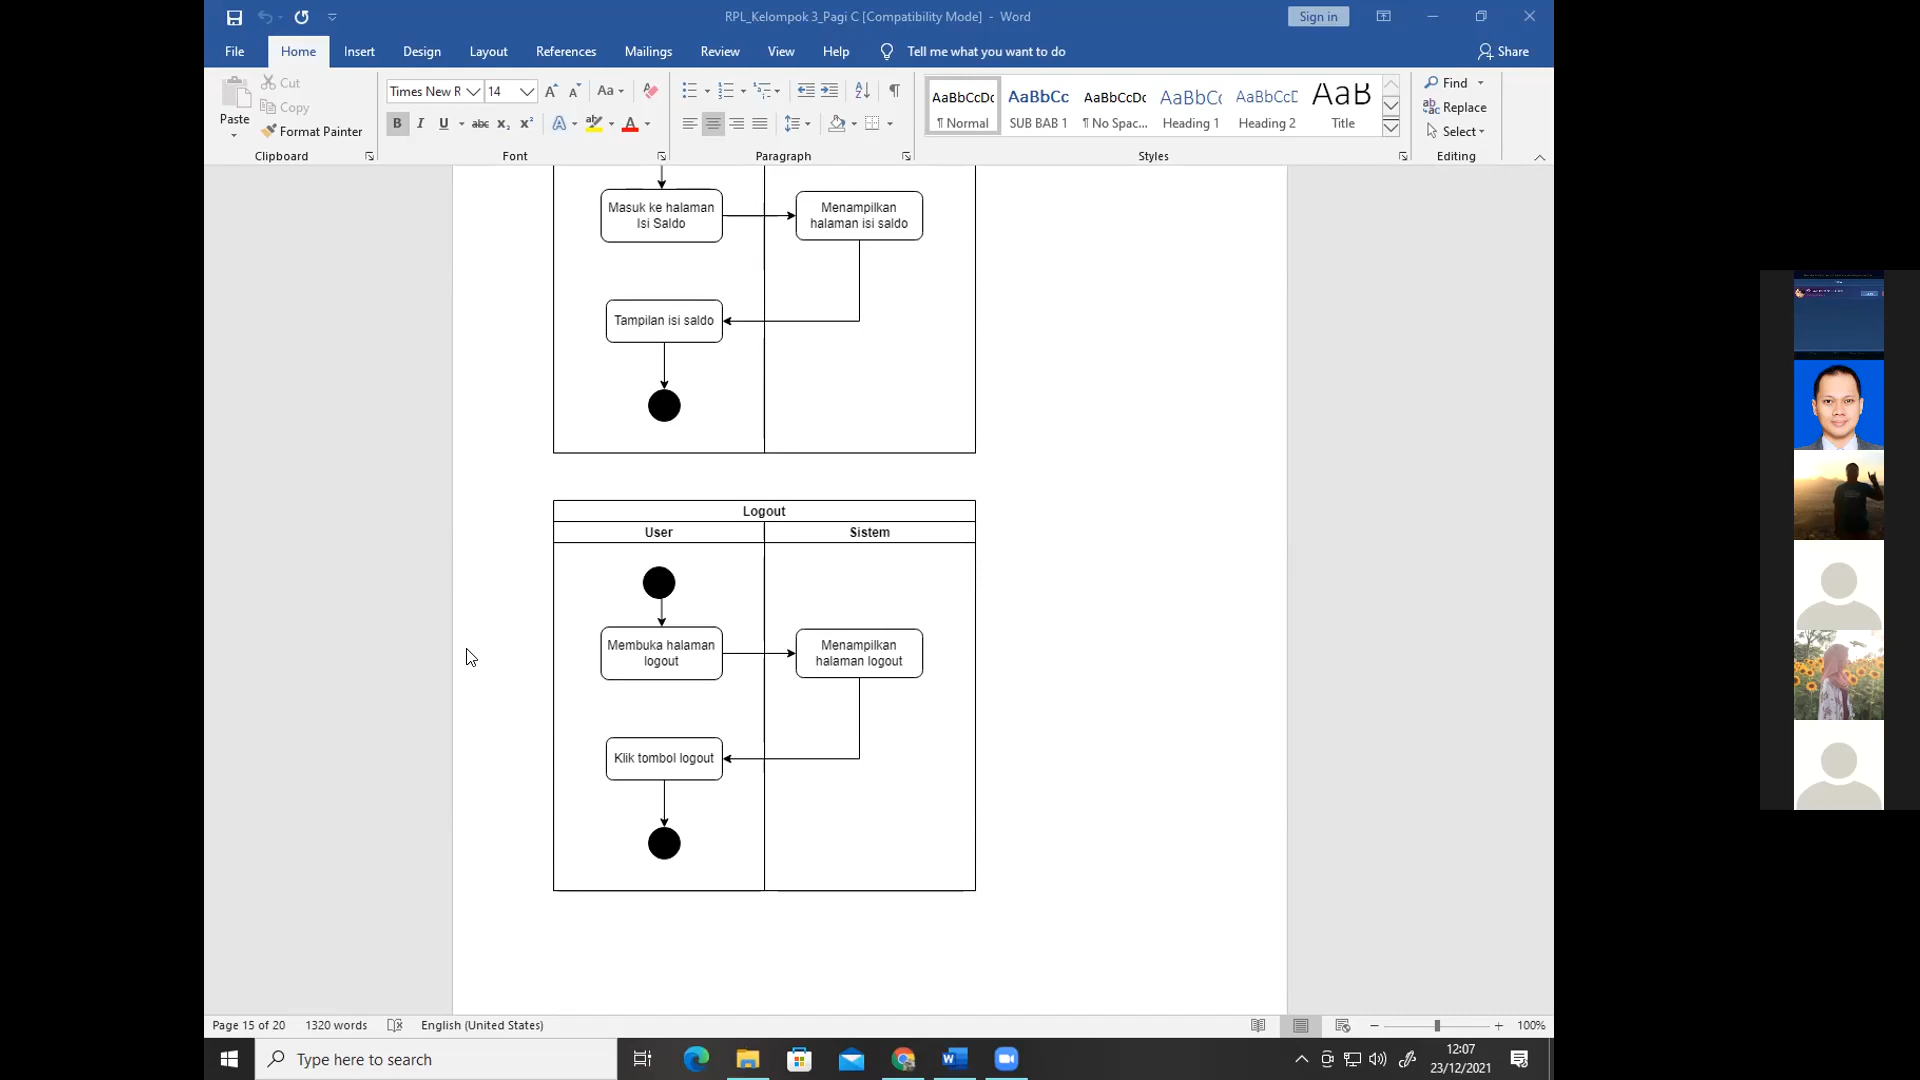 RPL_Kelompok 3_Pagi C [Compatibility Mode] - Word
Sign in
File Home Insert Design Layout References Mailings Review View Help Tell me what you want to do Share
Paste
Cut
Copy
Format Painter
Clipboard
Times New R 14
Aa
B I U abc x₂ x²
A A
Font
Paragraph
AaBbCcDc
¶ Normal
AaBbCc
SUB BAB 1
AaBbCcDc
¶ No Spac...
AaBbCc
Heading 1
AaBbCcD
Heading 2
AaB
Title
Styles
Find
Replace
Select
Editing
Masuk ke halaman
Isi Saldo
Menampilkan
halaman isi saldo
Tampilan isi saldo
Logout
User Sistem
Membuka halaman
logout
Menampilkan
halaman logout
Klik tombol logout
Page 15 of 20 1320 words English (United States) 100%
Type here to search
12:07
23/12/2021